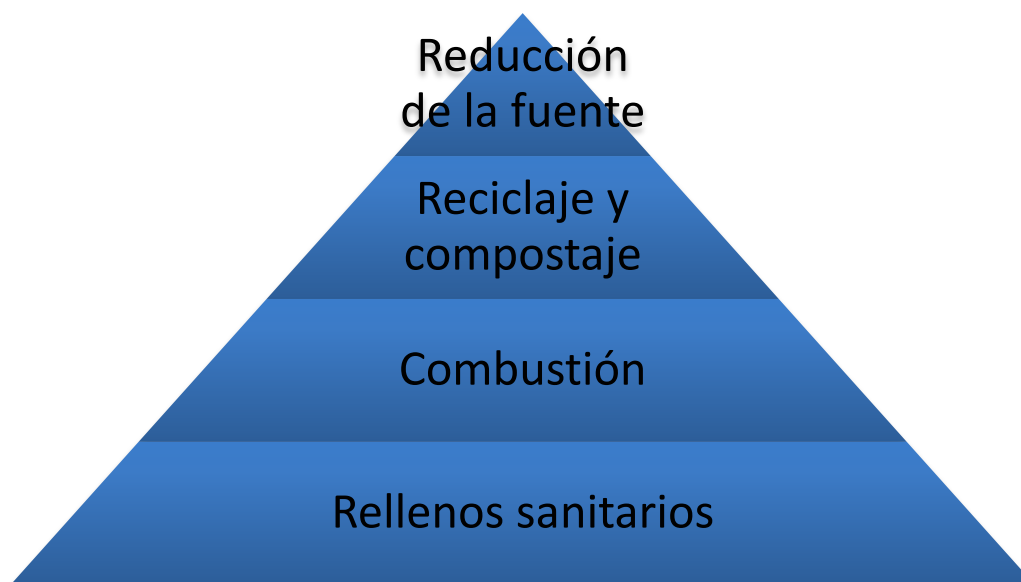 Reducción
de la fuente
Reciclaje y
compostaje
Combustión
Rellenos sanitarios